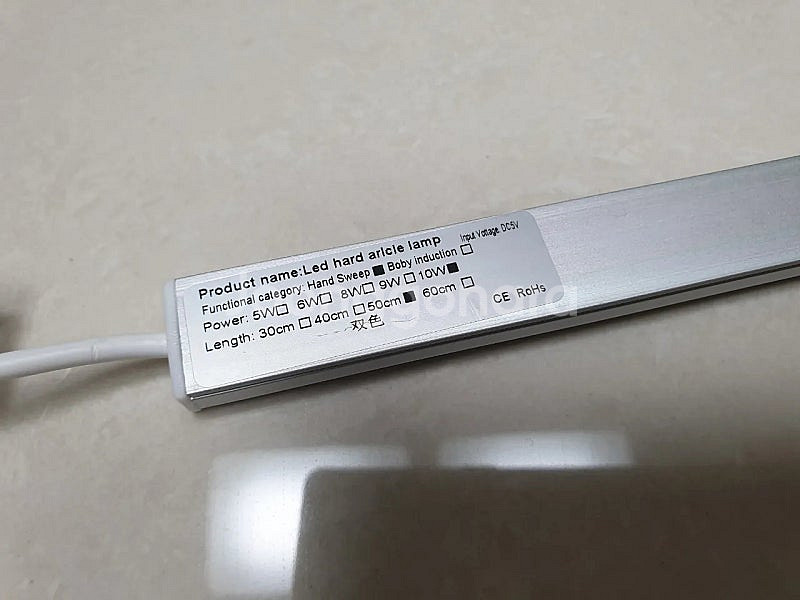 Product name:Led hard aricle lamp
Input Voltage: DC5V
Functional category: Hand Sweep ■ Boby induction □
Power: 5W□ 6W□ 8W□ 9W□ 10W■
Length: 30cm □ 40cm □ 50cm ■ 60cm □
CE RoHs
双色